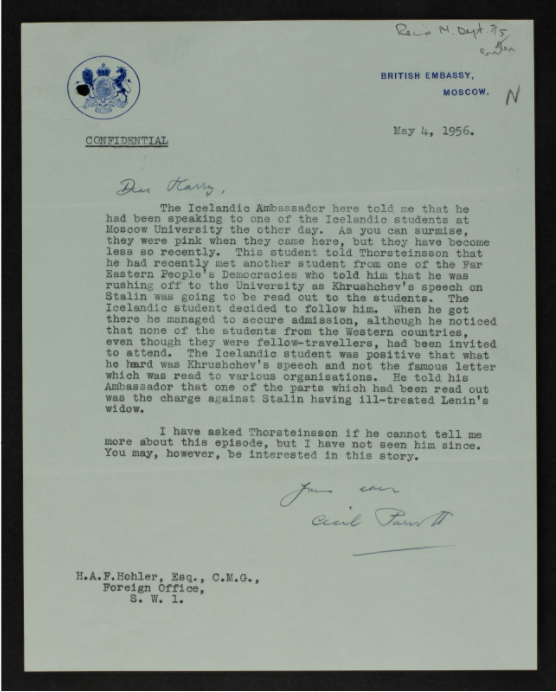 Rec'd N. Dept. 7/5
BRITISH EMBASSY,
MOSCOW.
N
CONFIDENTIAL
May 4, 1956.
Dear Harry,
The Icelandic Ambassador here told me that he
had been speaking to one of the Icelandic students at
Moscow University the other day. As you can surmise,
they were pink when they came here, but they have become
less so recently. This student told Thorsteinsson that
he had recently met another student from one of the Far
Eastern People's Democracies who told him that he was
rushing off to the University as Khrushchev's speech on
Stalin was going to be read out to the students. The
Icelandic student decided to follow him. When he got
there he managed to secure admission, although he noticed
that none of the students from the Western countries,
even though they were fellow-travellers, had been invited
to attend. The Icelandic student was positive that what
he heard was Khrushchev's speech and not the famous letter
which was read to various organisations. He told his
Ambassador that one of the parts which had been read out
was the charge against Stalin having ill-treated Lenin's
widow.
I have asked Thorsteinsson if he cannot tell me
more about this episode, but I have not seen him since.
You may, however, be interested in this story.
Yours ever
Cecil Parrott
H.A.F.Hohler, Esq., C.M.G.,
Foreign Office,
S. W. 1.